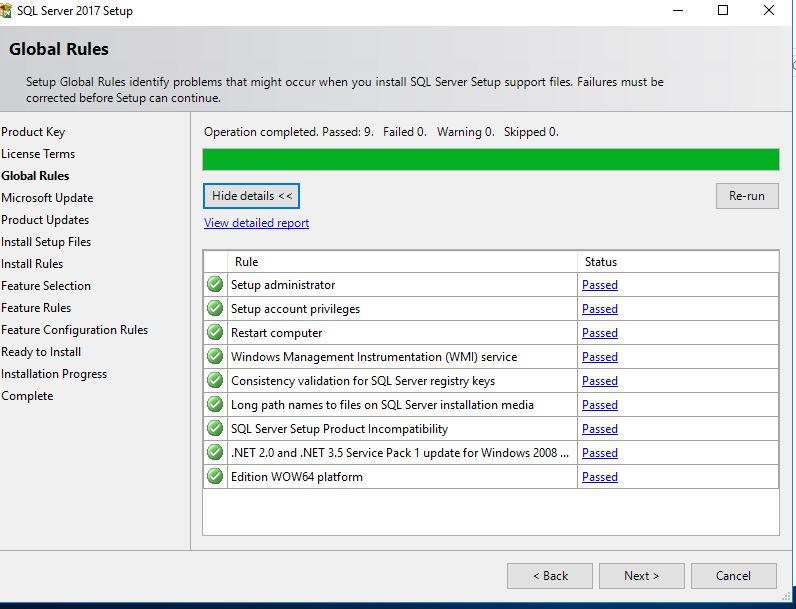 SQL Server 2017 Setup
Global Rules
Setup Global Rules identify problems that might occur when you install SQL Server Setup support files. Failures must be
corrected before Setup can continue.
Product Key
License Terms
Global Rules
Microsoft Update
Product Updates
Install Setup Files
Install Rules
Feature Selection
Feature Rules
Feature Configuration Rules
Ready to Install
Installation Progress
Complete
Operation completed. Passed: 9.   Failed 0.   Warning 0.   Skipped 0.
Hide details <<
Re-run
View detailed report
Rule Status
Setup administrator Passed
Setup account privileges Passed
Restart computer Passed
Windows Management Instrumentation (WMI) service Passed
Consistency validation for SQL Server registry keys Passed
Long path names to files on SQL Server installation media Passed
SQL Server Setup Product Incompatibility Passed
.NET 2.0 and .NET 3.5 Service Pack 1 update for Windows 2008 ... Passed
Edition WOW64 platform Passed
< Back Next > Cancel